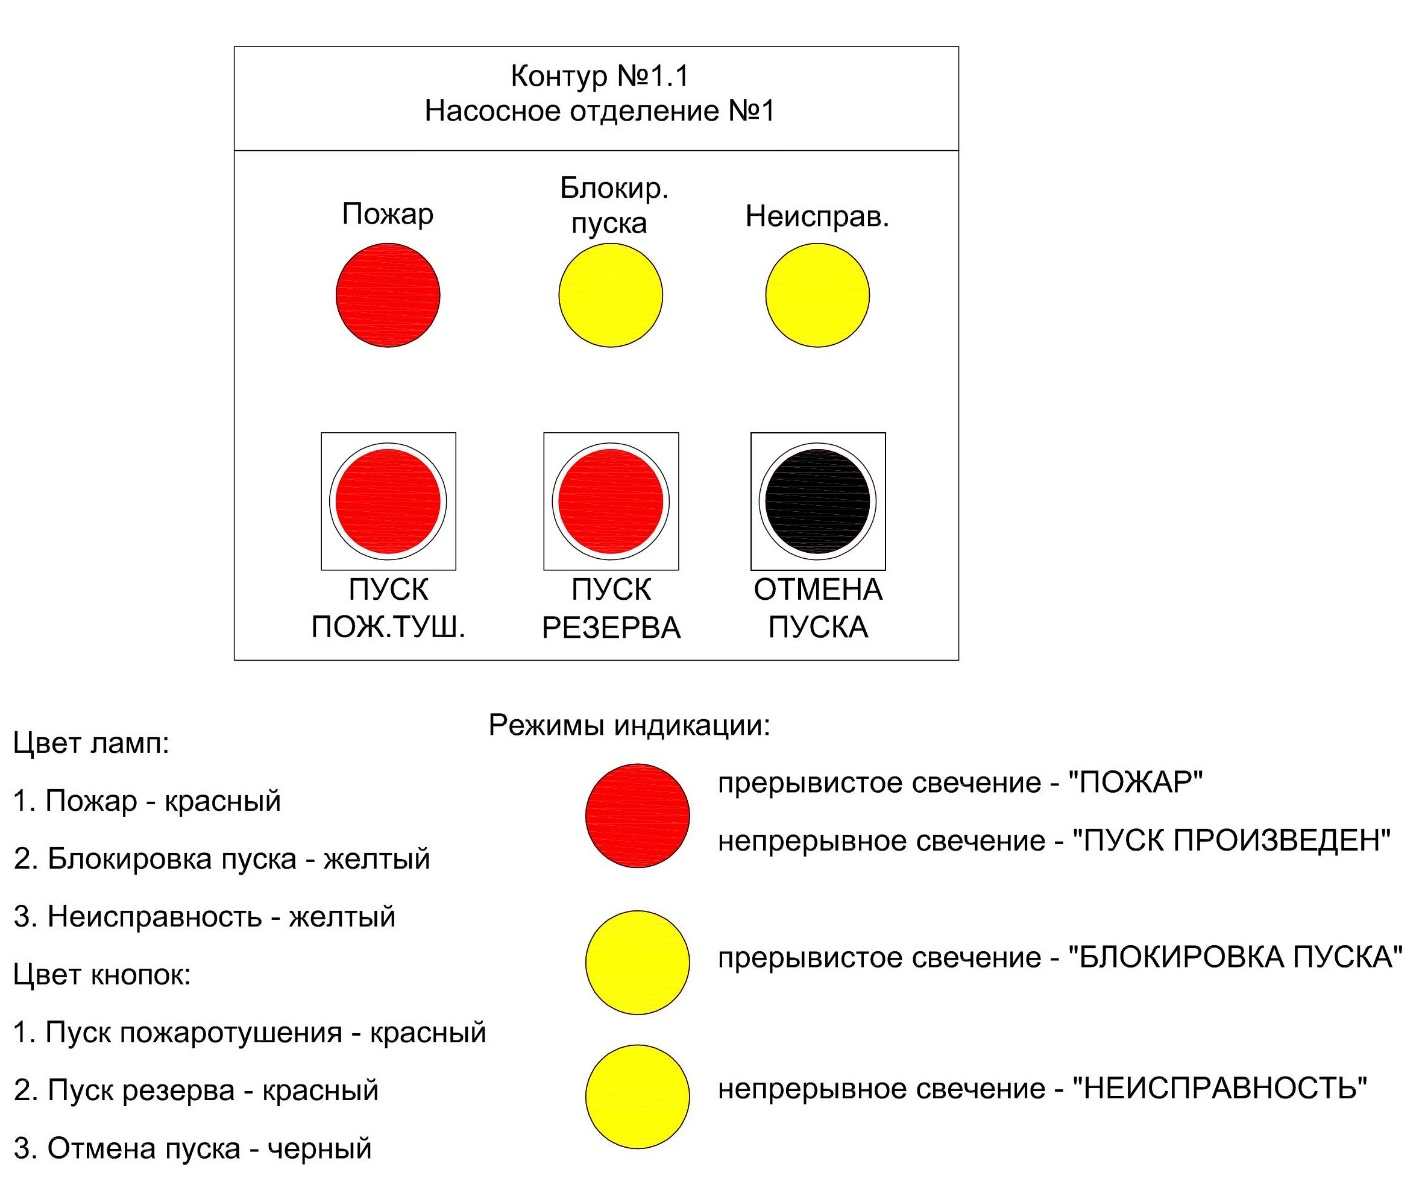 Контур №1.1
Насосное отделение №1
Пожар
Блокир.
пуска
Неисправ.
ПУСК
ПОЖ.ТУШ.
ПУСК
РЕЗЕРВА
ОТМЕНА
ПУСКА
Цвет ламп:
1. Пожар - красный
2. Блокировка пуска - желтый
3. Неисправность - желтый
Цвет кнопок:
1. Пуск пожаротушения - красный
2. Пуск резерва - красный
3. Отмена пуска - черный
Режимы индикации:
прерывистое свечение - "ПОЖАР"
непрерывное свечение - "ПУСК ПРОИЗВЕДЕН"
прерывистое свечение - "БЛОКИРОВКА ПУСКА"
непрерывное свечение - "НЕИСПРАВНОСТЬ"